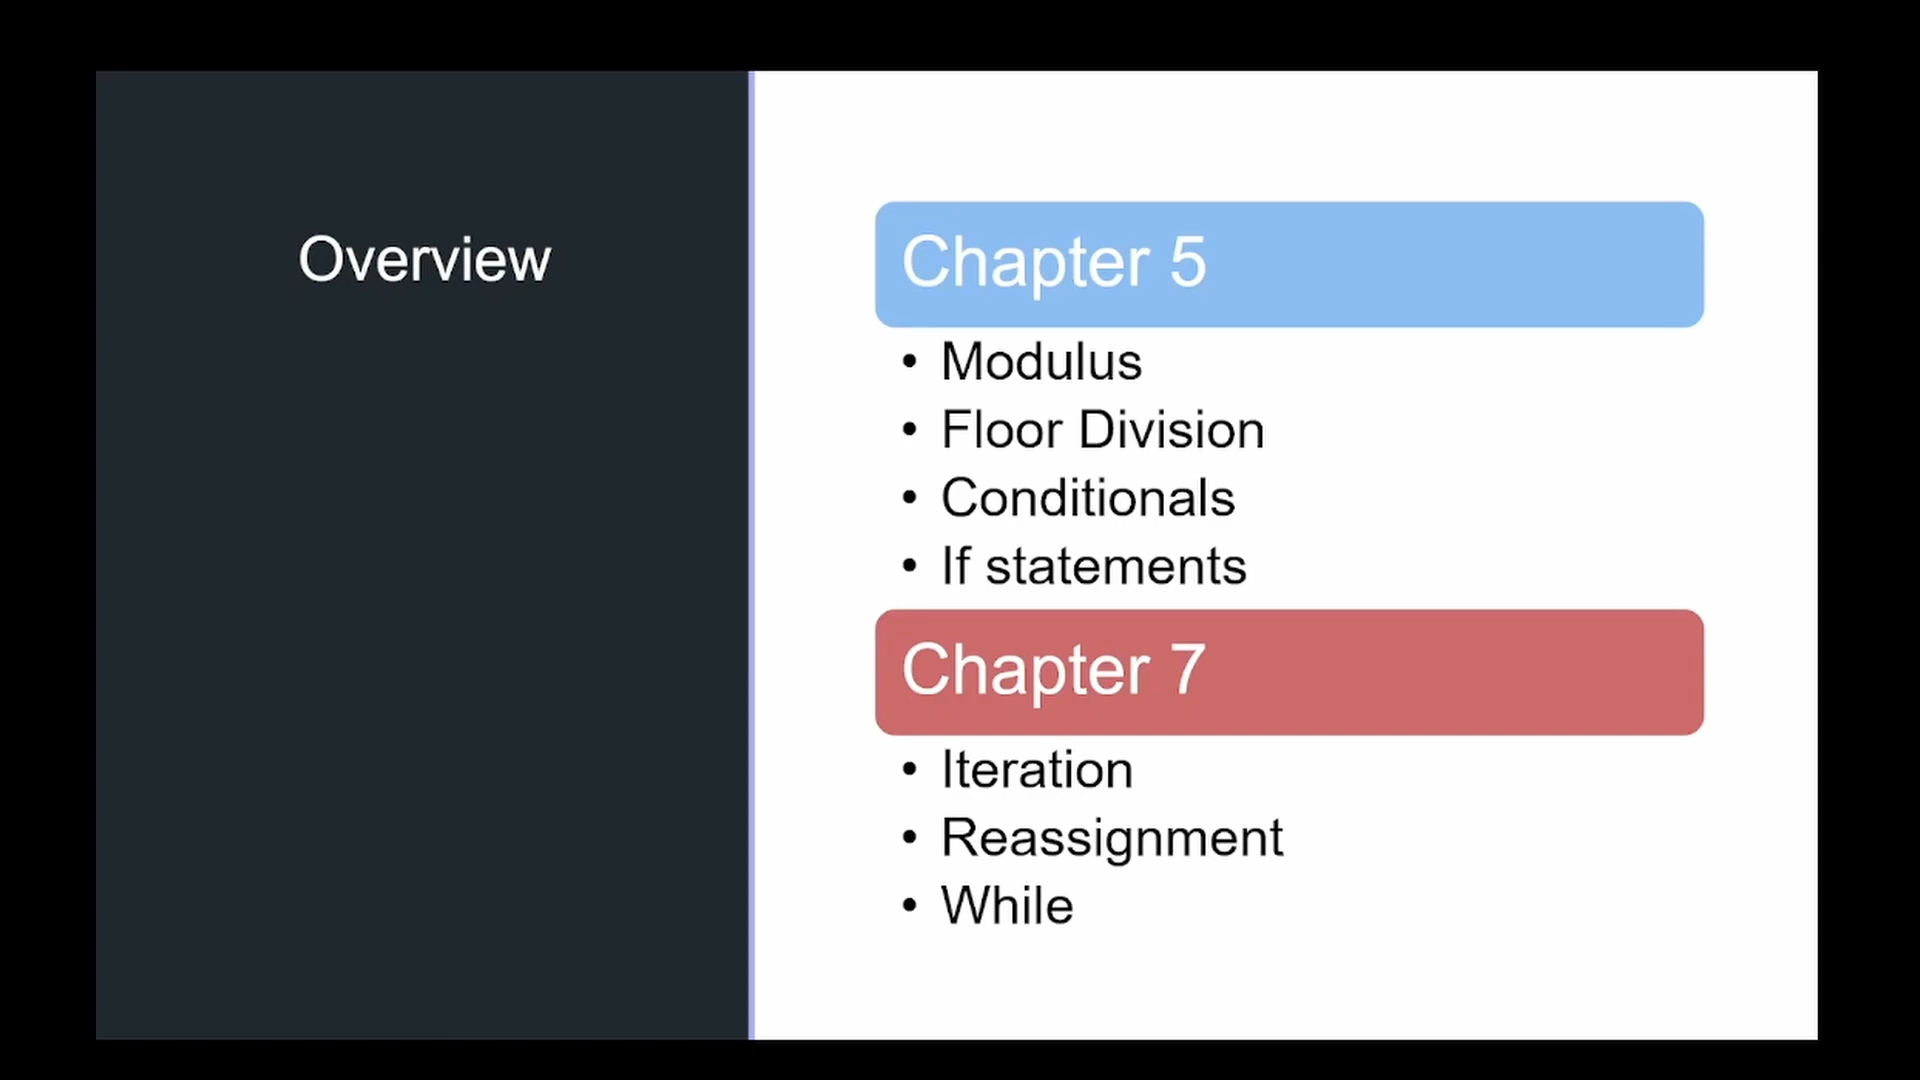 Overview
Chapter 5
• Modulus
• Floor Division
• Conditionals
• If statements
Chapter 7
• Iteration
• Reassignment
• While